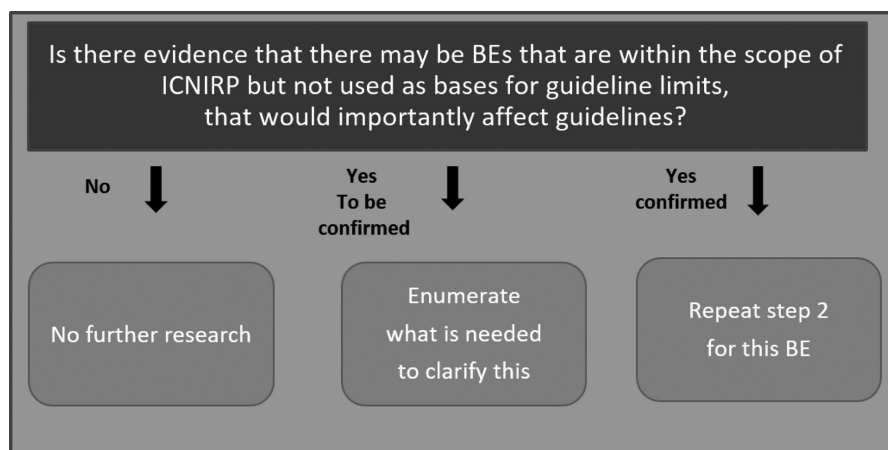 Is there evidence that there may be BEs that are within the scope of
ICNIRP but not used as bases for guideline limits,
that would importantly affect guidelines?
No
Yes
To be
confirmed
Yes
confirmed
No further research
Enumerate
what is needed
to clarify this
Repeat step 2
for this BE